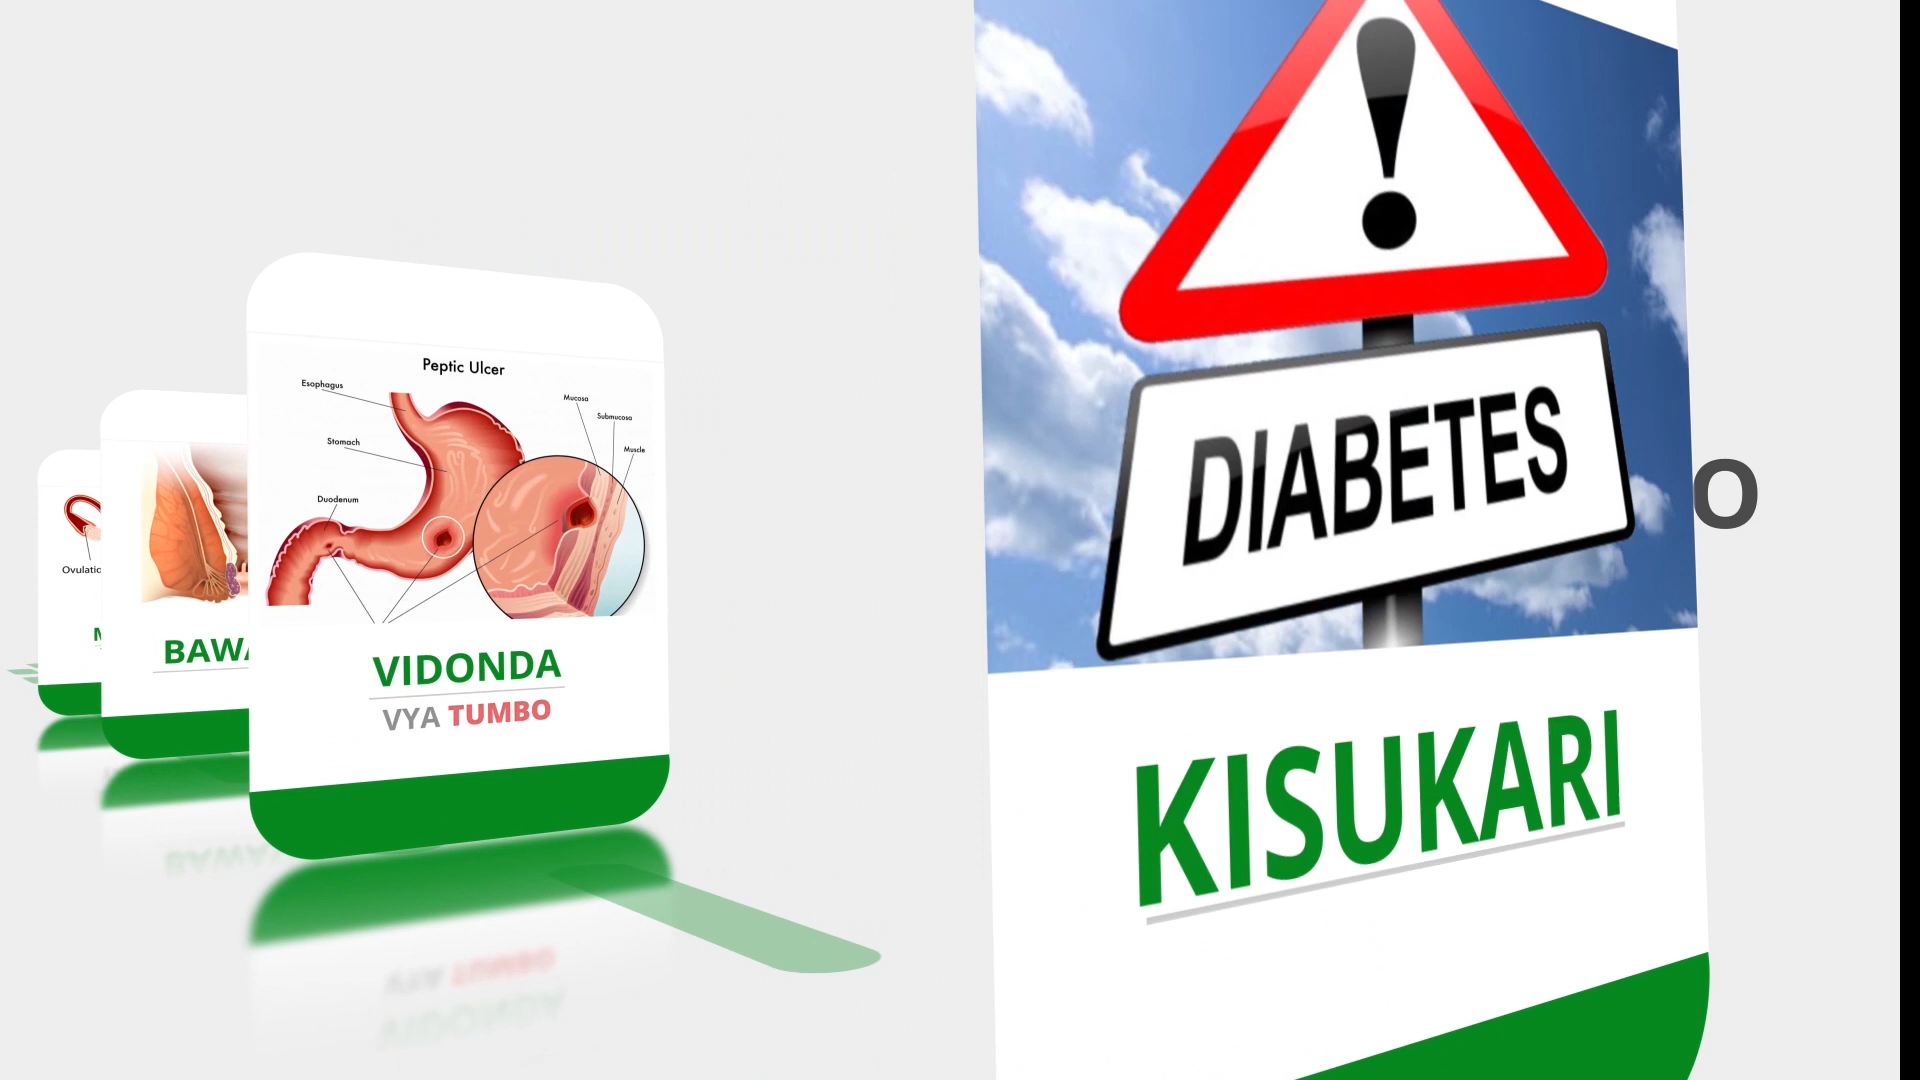 Peptic Ulcer
Esophagus
Mucosa
Submucosa
Stomach
Muscle
Duodenum
VIDONDA
VYA TUMBO
DIABETES
KISUKARI
O